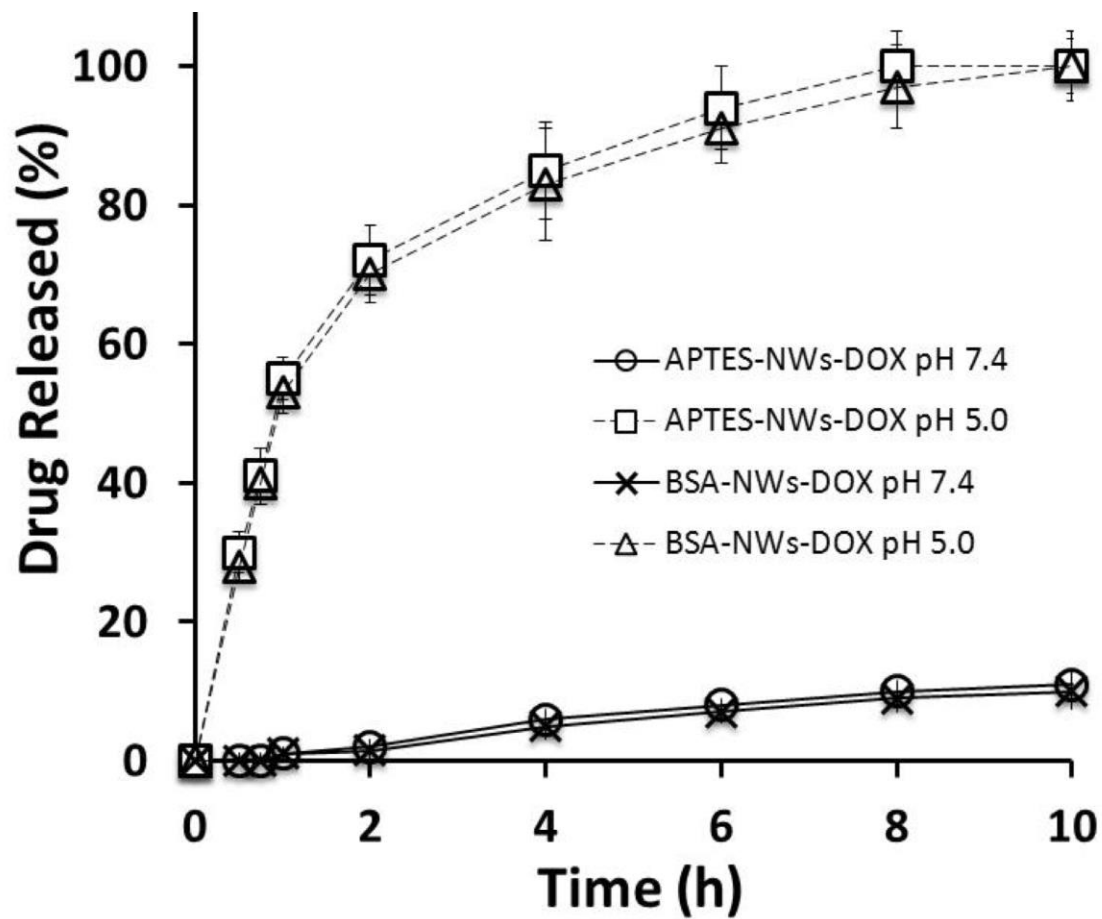 Drug Released (%)
100
80
60
40
20
0
APTES-NWs-DOX pH 7.4
APTES-NWs-DOX pH 5.0
BSA-NWs-DOX pH 7.4
BSA-NWs-DOX pH 5.0
0 2 4 6 8 10
Time (h)